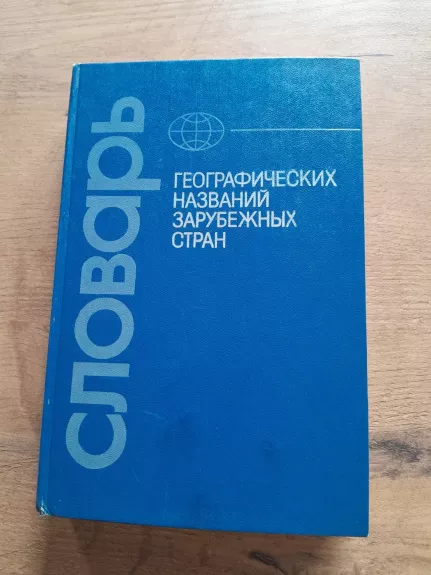 словарь
ГЕОГРАФИЧЕСКИХ
НАЗВАНИЙ
ЗАРУБЕЖНЫХ
СТРАН